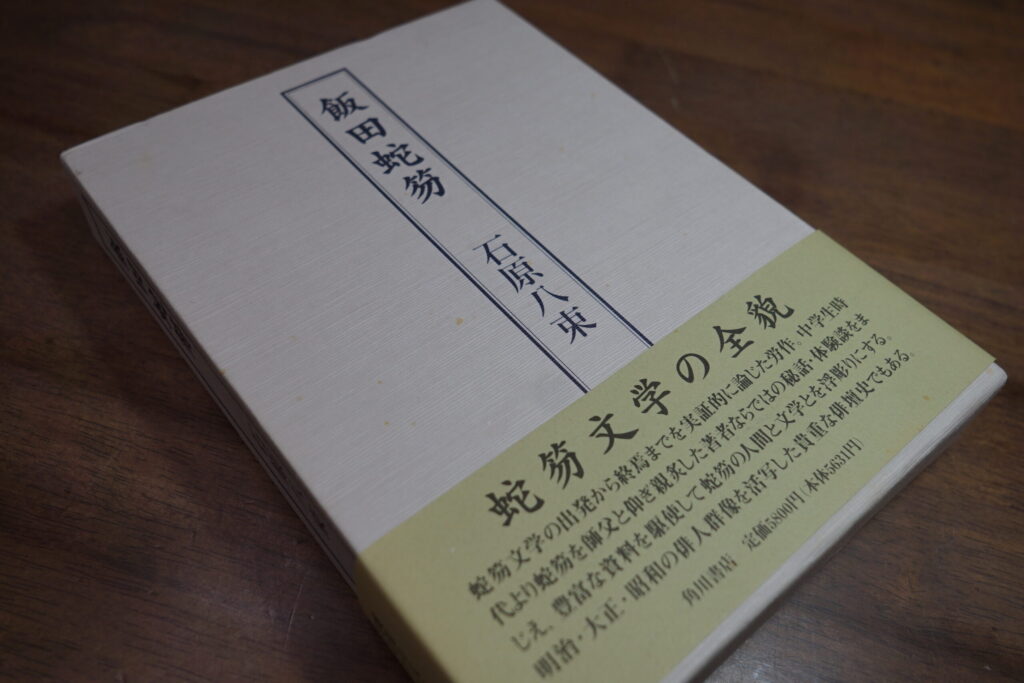 飯田蛇笏
石原八束
蛇笏文学の全貌
蛇笏文学の出発から終焉までを実証的に論じた労作。中学生時
代より蛇笏を師父と仰ぎ親炙した著者ならではの秘話・体験談をま
じえ、豊富な資料を駆使して蛇笏の人間と文学とを浮彫りにする。
明治・大正・昭和の俳人群像を活写した貴重な俳壇史でもある。
角川書店 定価5800円(本体5631円)